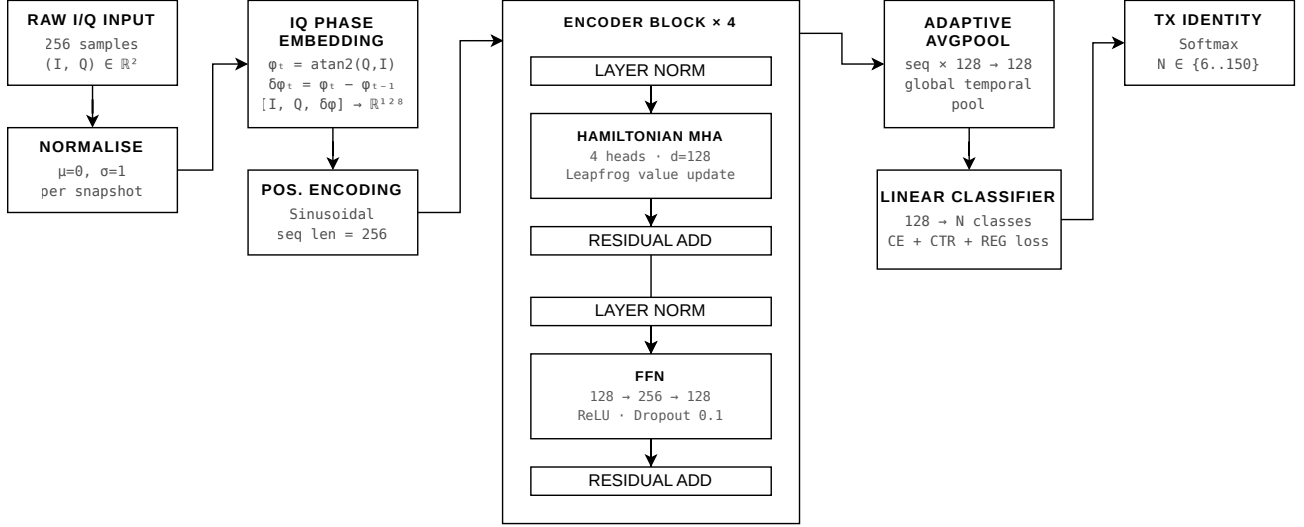 RAW I/Q INPUT
256 samples
(I, Q) ∈ ℝ²
NORMALISE
μ=0, σ=1
per snapshot
IQ PHASE
EMBEDDING
φₜ = atan2(Q,I)
δφₜ = φₜ − φₜ₋₁
[I, Q, δφ] → ℝ¹²⁸
POS. ENCODING
Sinusoidal
seq len = 256
ENCODER BLOCK × 4
LAYER NORM
HAMILTONIAN MHA
4 heads · d=128
Leapfrog value update
RESIDUAL ADD
LAYER NORM
FFN
128 → 256 → 128
ReLU · Dropout 0.1
RESIDUAL ADD
ADAPTIVE
AVGPOOL
seq × 128 → 128
global temporal
pool
LINEAR CLASSIFIER
128 → N classes
CE + CTR + REG loss
TX IDENTITY
Softmax
N ∈ {6..150}